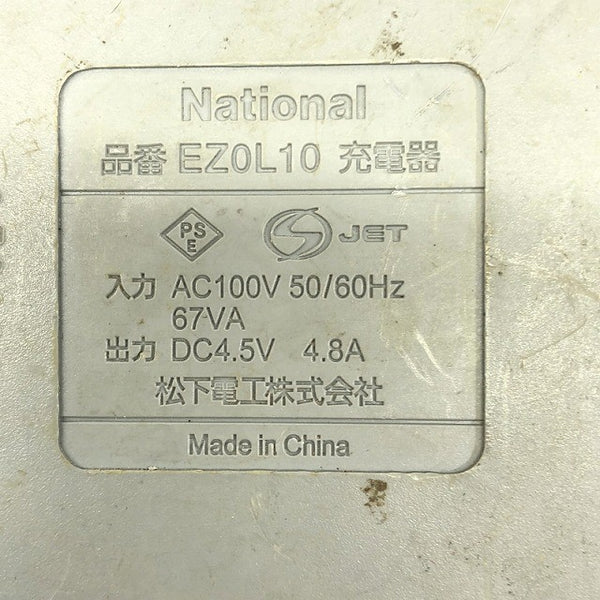 National
品番 EZ0L10 充電器
PS
E
JET
入力 AC100V 50/60Hz
67VA
出力 DC4.5V 4.8A
松下電工株式会社
Made in China